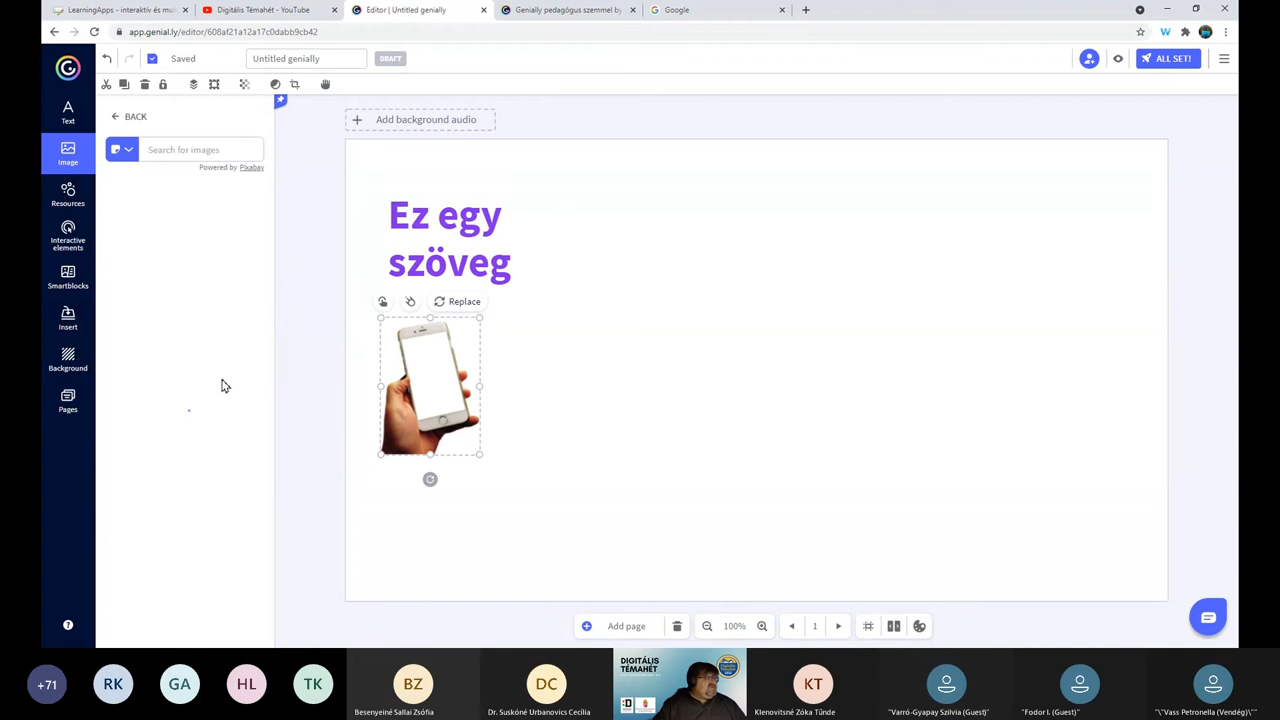 LearningApps - interaktív és mul
Digitális Témahét - YouTube
Editor | Untitled genially
Genially pedagógus szemmel by
Google
app.genial.ly/editor/608af21a12a17c0dabb9cb42
Saved
Untitled genially
DRAFT
ALL SET!
Text
Image
Resources
Interactive
elements
Smartblocks
Insert
Background
Pages
BACK
Search for images
Powered by Pixabay
Add background audio
Ez egy
szöveg
Replace
Add page
100%
1
+71
RK
GA
HL
TK
BZ
Besenyeiné Sallai Zsófia
DC
Dr. Suskóné Urbanovics Cecília
DIGITÁLIS
TÉMAHÉT
KT
Klenovitsné Zóka Tünde
Varró-Gyapay Szilvia (Guest)
Fodor I. (Guest)
"\"Vass Petronella (Vendég)\""